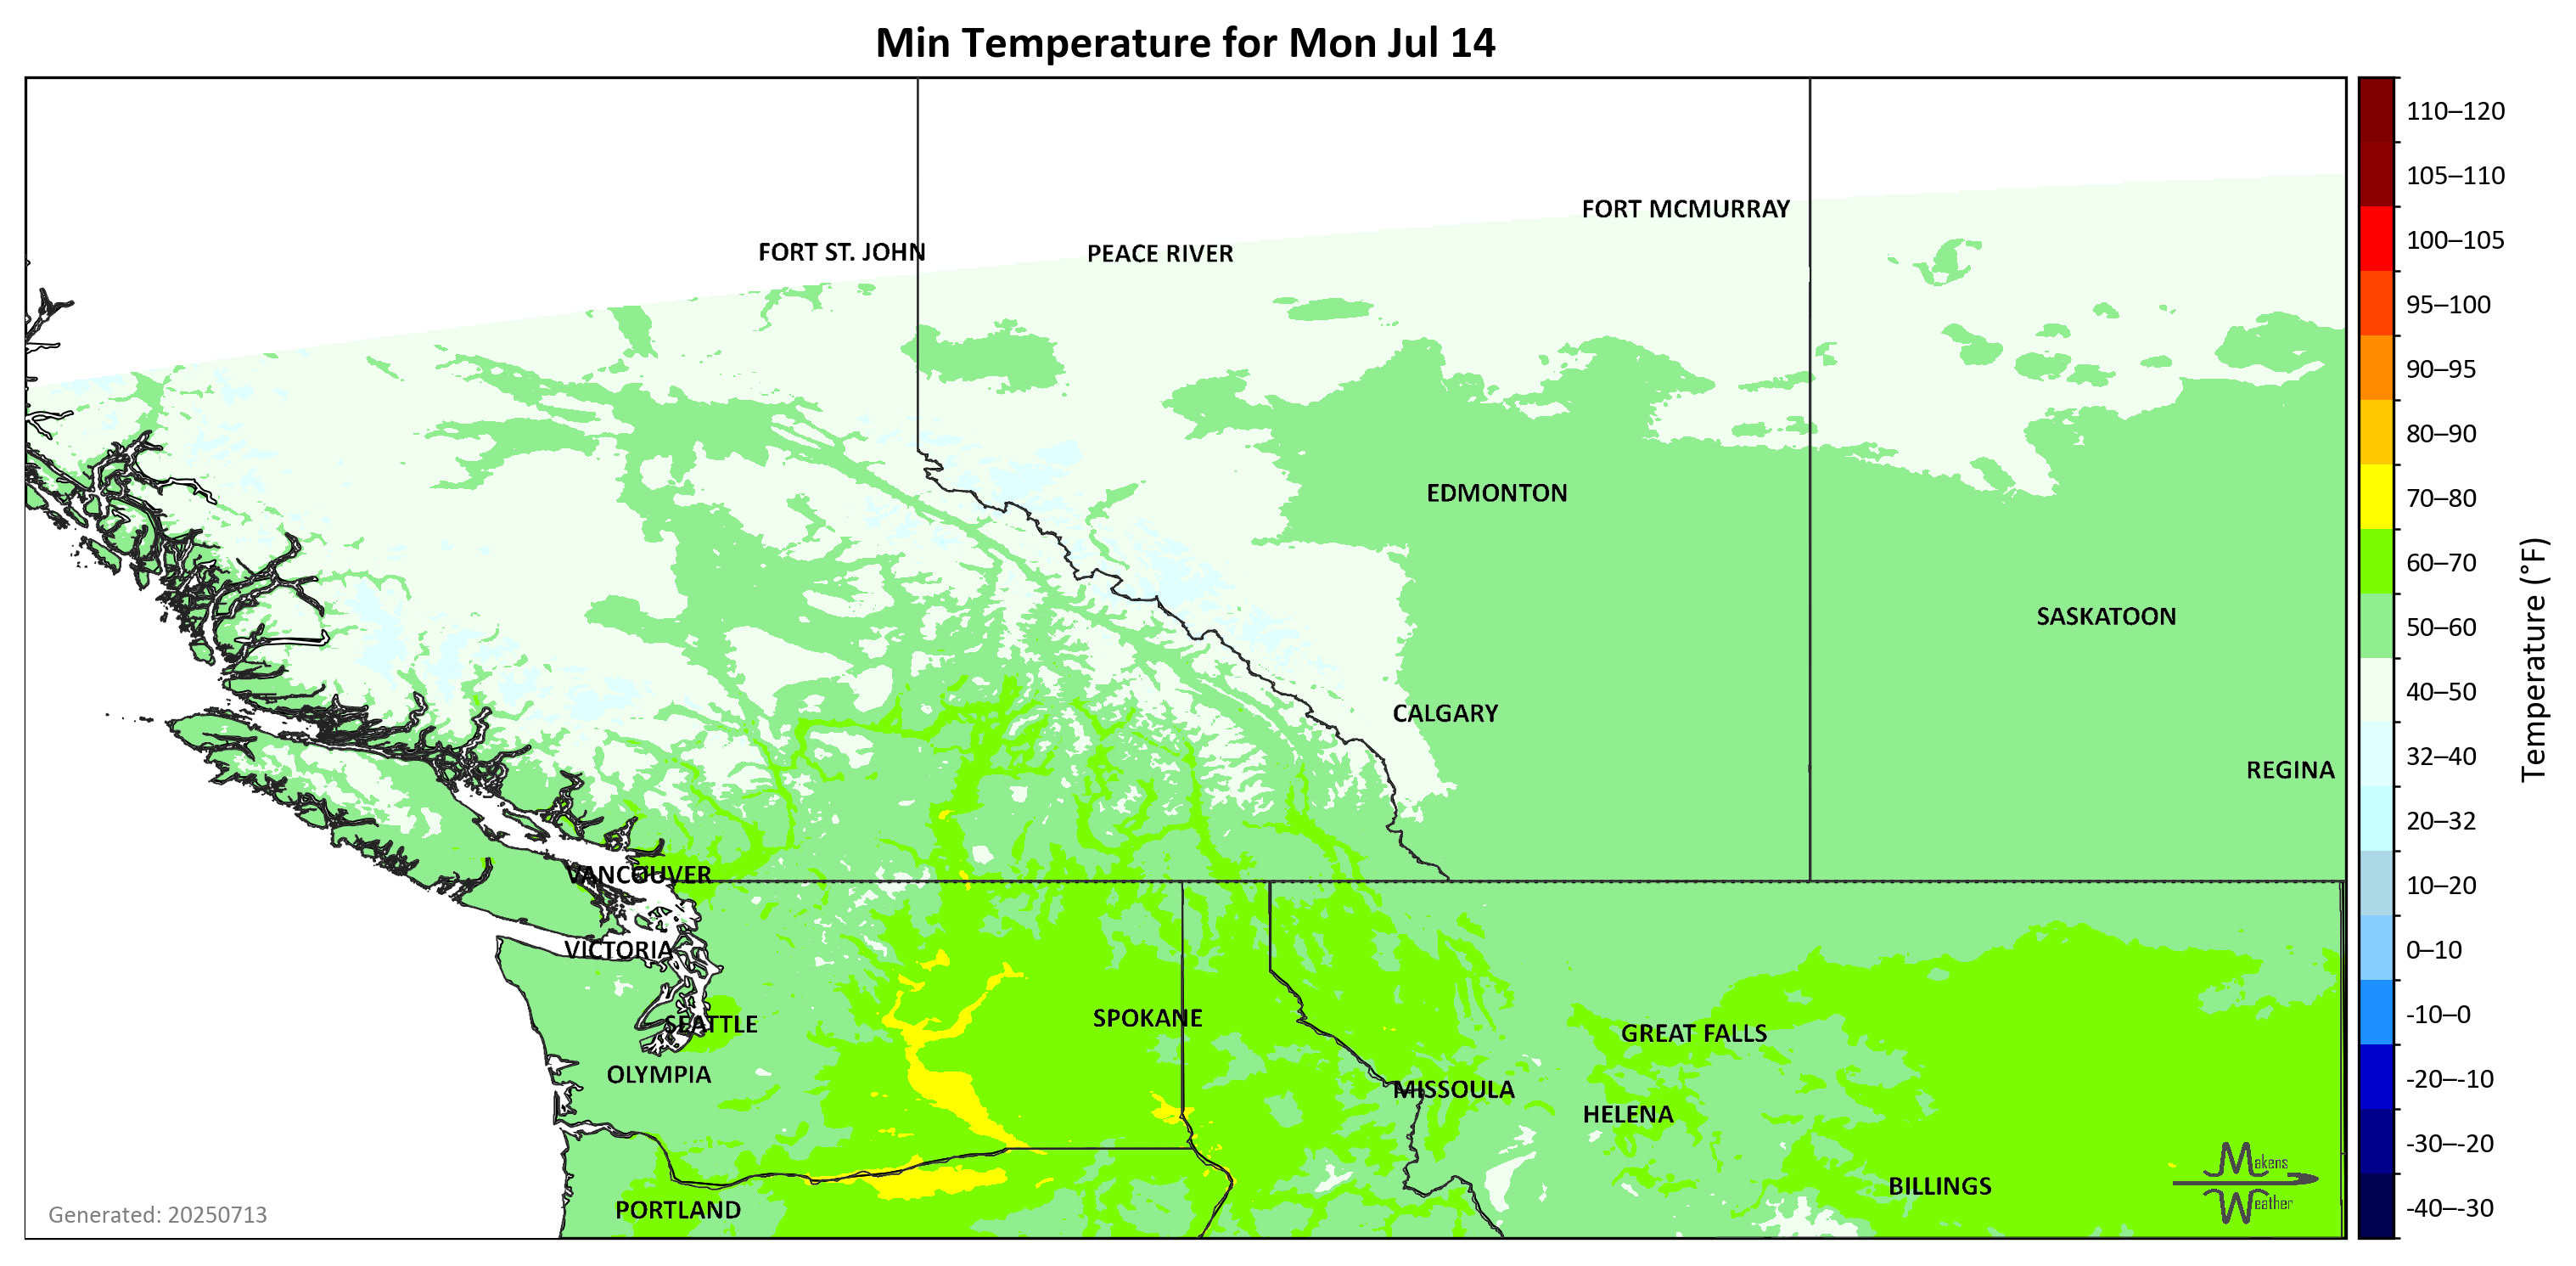 Min Temperature for Mon Jul 14
110–120
105–110
FORT MCMURRAY
100–105
FORT ST. JOHN
PEACE RIVER
95–100
90–95
80–90
EDMONTON
70–80
60–70
SASKATOON
50–60
Temperature (°F)
CALGARY
40–50
REGINA
32–40
20–32
VANCOUVER
10–20
VICTORIA
0–10
SEATTLE
SPOKANE
GREAT FALLS
-10–0
OLYMPIA
MISSOULA
HELENA
-20–-10
-30–-20
Makens
Weather
BILLINGS
PORTLAND
-40–-30
Generated: 20250713